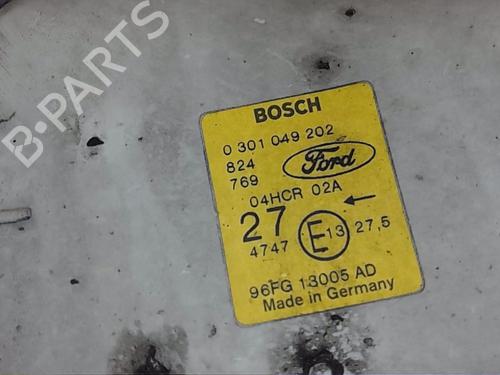 B-PARTS
BOSCH
0 301 049 202
824
769
Ford
04HCR 02A
27
4747
E 13 27,5
96FG 13005 AD
Made in Germany